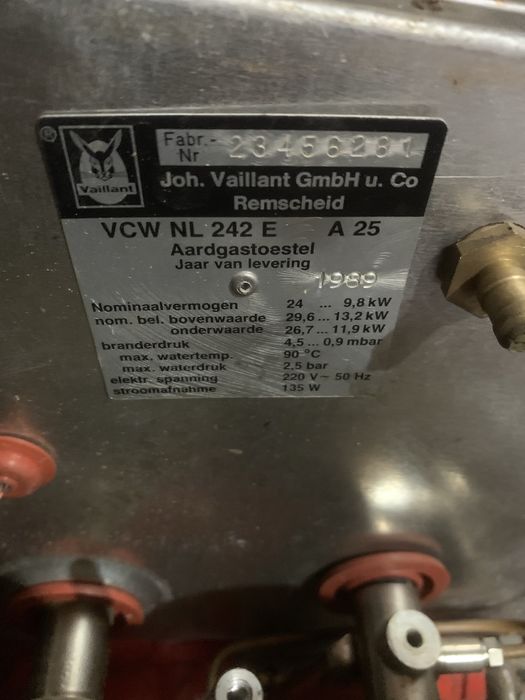 ®
Vaillant
Fabr.-
Nr 23456281
Joh. Vaillant GmbH u. Co
Remscheid
VCW NL 242 E A 25
Aardgastoestel
Jaar van levering
1989
Nominaalvermogen 24 ... 9,8 kW
nom. bel. bovenwaarde 29,6 ... 13,2 kW
onderwaarde 26,7 ... 11,9 kW
branderdruk 4,5 ... 0,9 mbar
max. watertemp. 90 °C
max. waterdruk 2,5 bar
elektr. spanning 220 V ~ 50 Hz
stroomafnahme 135 W